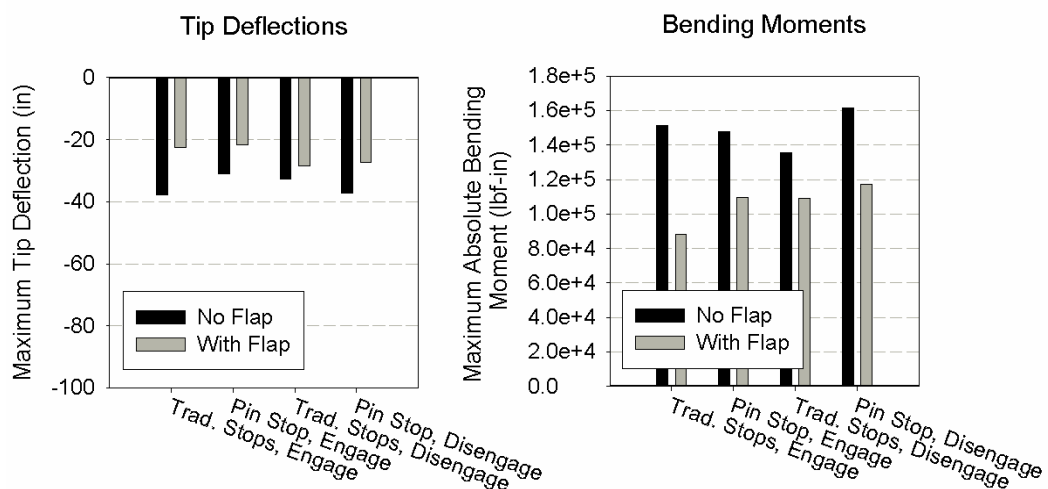 Tip Deflections
Maximum Tip Deflection (in)
0
-20
-40
-60
-80
-100
No Flap
With Flap
Trad. Stops, Engage
Pin Stop, Engage
Trad. Stops, Disengage
Pin Stop, Disengage
Bending Moments
Maximum Absolute Bending
Moment (lbf-in)
1.8e+5
1.6e+5
1.4e+5
1.2e+5
1.0e+5
8.0e+4
6.0e+4
4.0e+4
2.0e+4
0.0
No Flap
With Flap
Trad. Stops, Engage
Pin Stop, Engage
Trad. Stops, Disengage
Pin Stop, Disengage